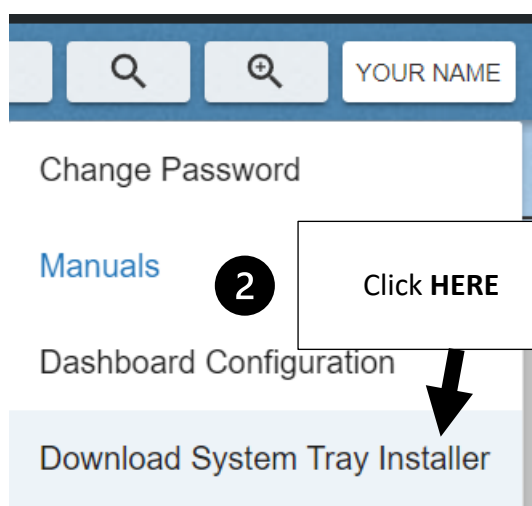 YOUR NAME
Change Password
Manuals
2
Click HERE
Dashboard Configuration
Download System Tray Installer